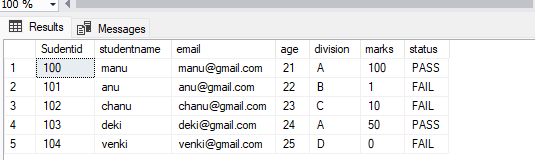 100 %
Results Messages
Sudentid studentname email age division marks status
1 100 manu manu@gmail.com 21 A 100 PASS
2 101 anu anu@gmail.com 22 B 1 FAIL
3 102 chanu chanu@gmail.com 23 C 10 FAIL
4 103 deki deki@gmail.com 24 A 50 PASS
5 104 venki venki@gmail.com 25 D 0 FAIL